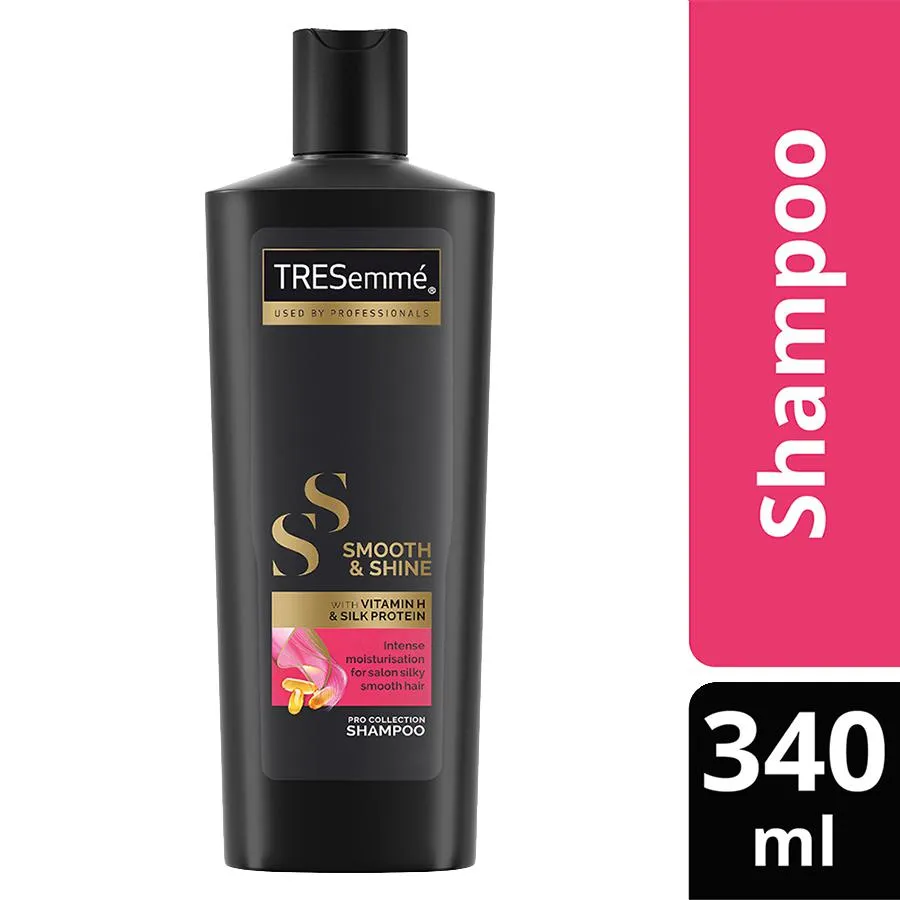 TRESemmé®
USED BY PROFESSIONALS
SS
SMOOTH
& SHINE
WITH VITAMIN H
& SILK PROTEIN
Intense
moisturisation
for salon silky
smooth hair
PRO COLLECTION
SHAMPOO
Shampoo
340
ml